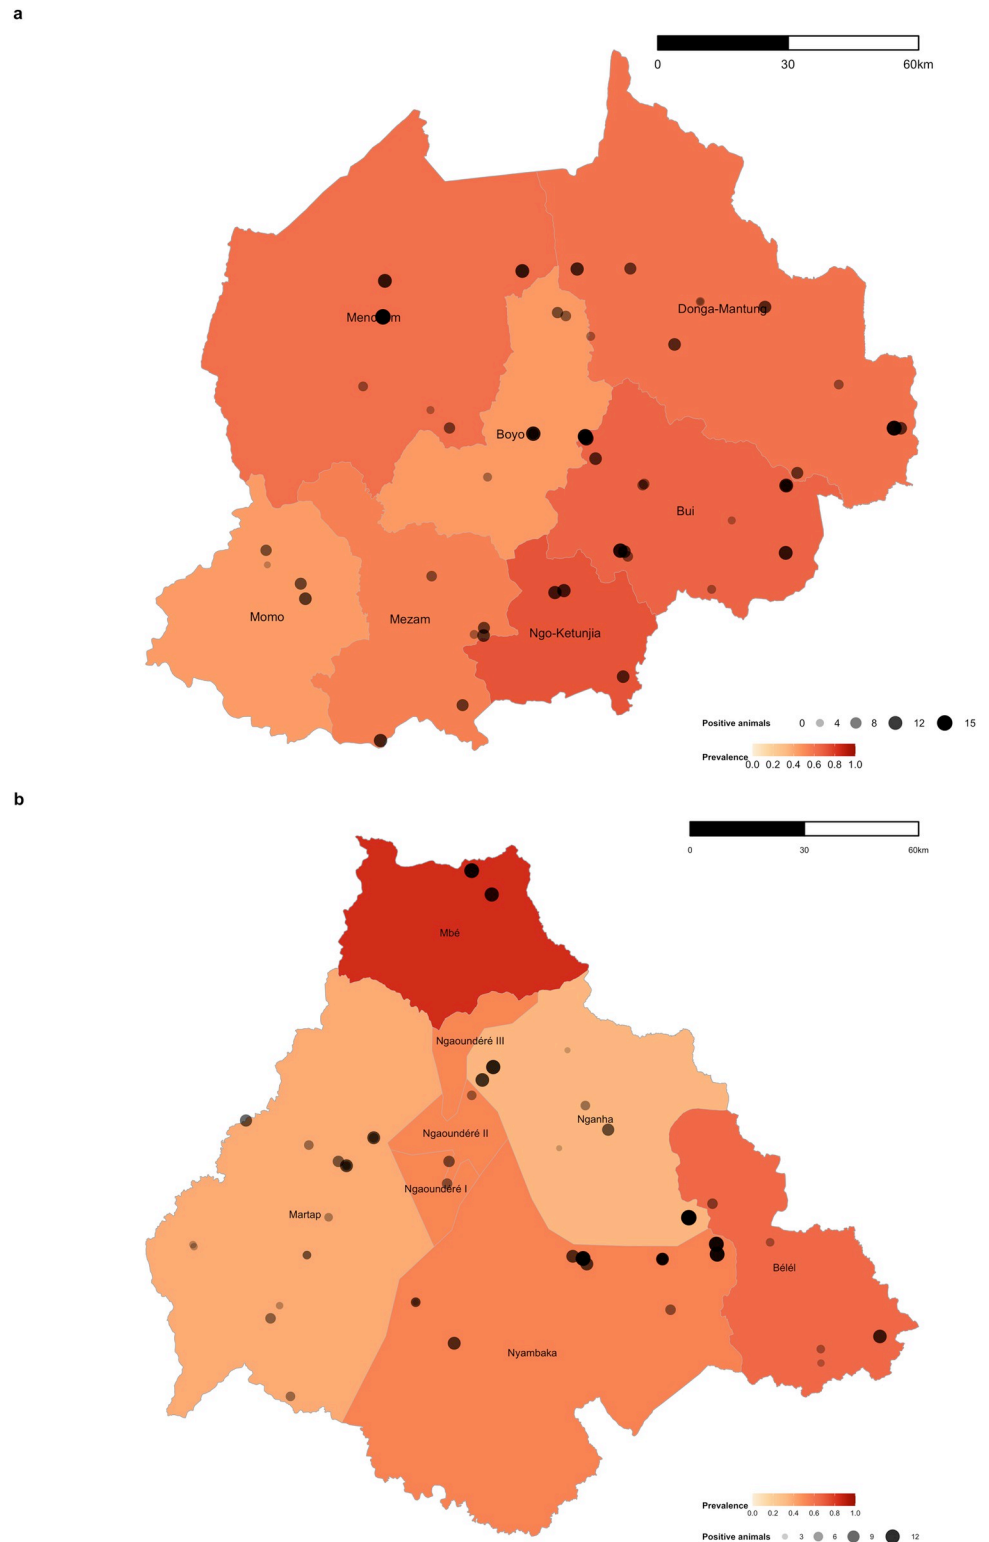 a
0 30 60km
Menchum
Donga-Mantung
Boyo
Bui
Momo
Mezam
Ngo-Ketunjia
Positive animals 0 4 8 12 15
Prevalence
0.0 0.2 0.4 0.6 0.8 1.0
b
0 30 60km
Mbé
Ngaoundéré III
Nganha
Ngaoundéré II
Ngaoundéré I
Martap
Bélél
Nyambaka
Prevalence
0.0 0.2 0.4 0.6 0.8 1.0
Positive animals 3 6 9 12